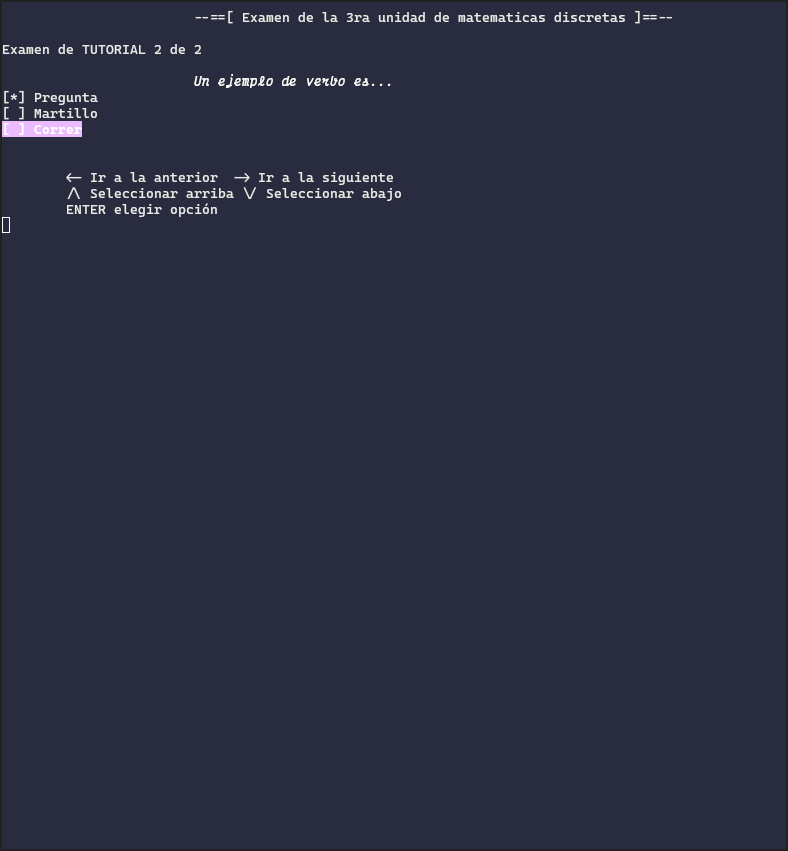 --==[ Examen de la 3ra unidad de matematicas discretas ]==--
Examen de TUTORIAL 2 de 2
Un ejemplo de verbo es...
[*] Pregunta
[ ] Martillo
[ ] Correr
<- Ir a la anterior -> Ir a la siguiente
/\ Seleccionar arriba \/ Seleccionar abajo
ENTER elegir opción